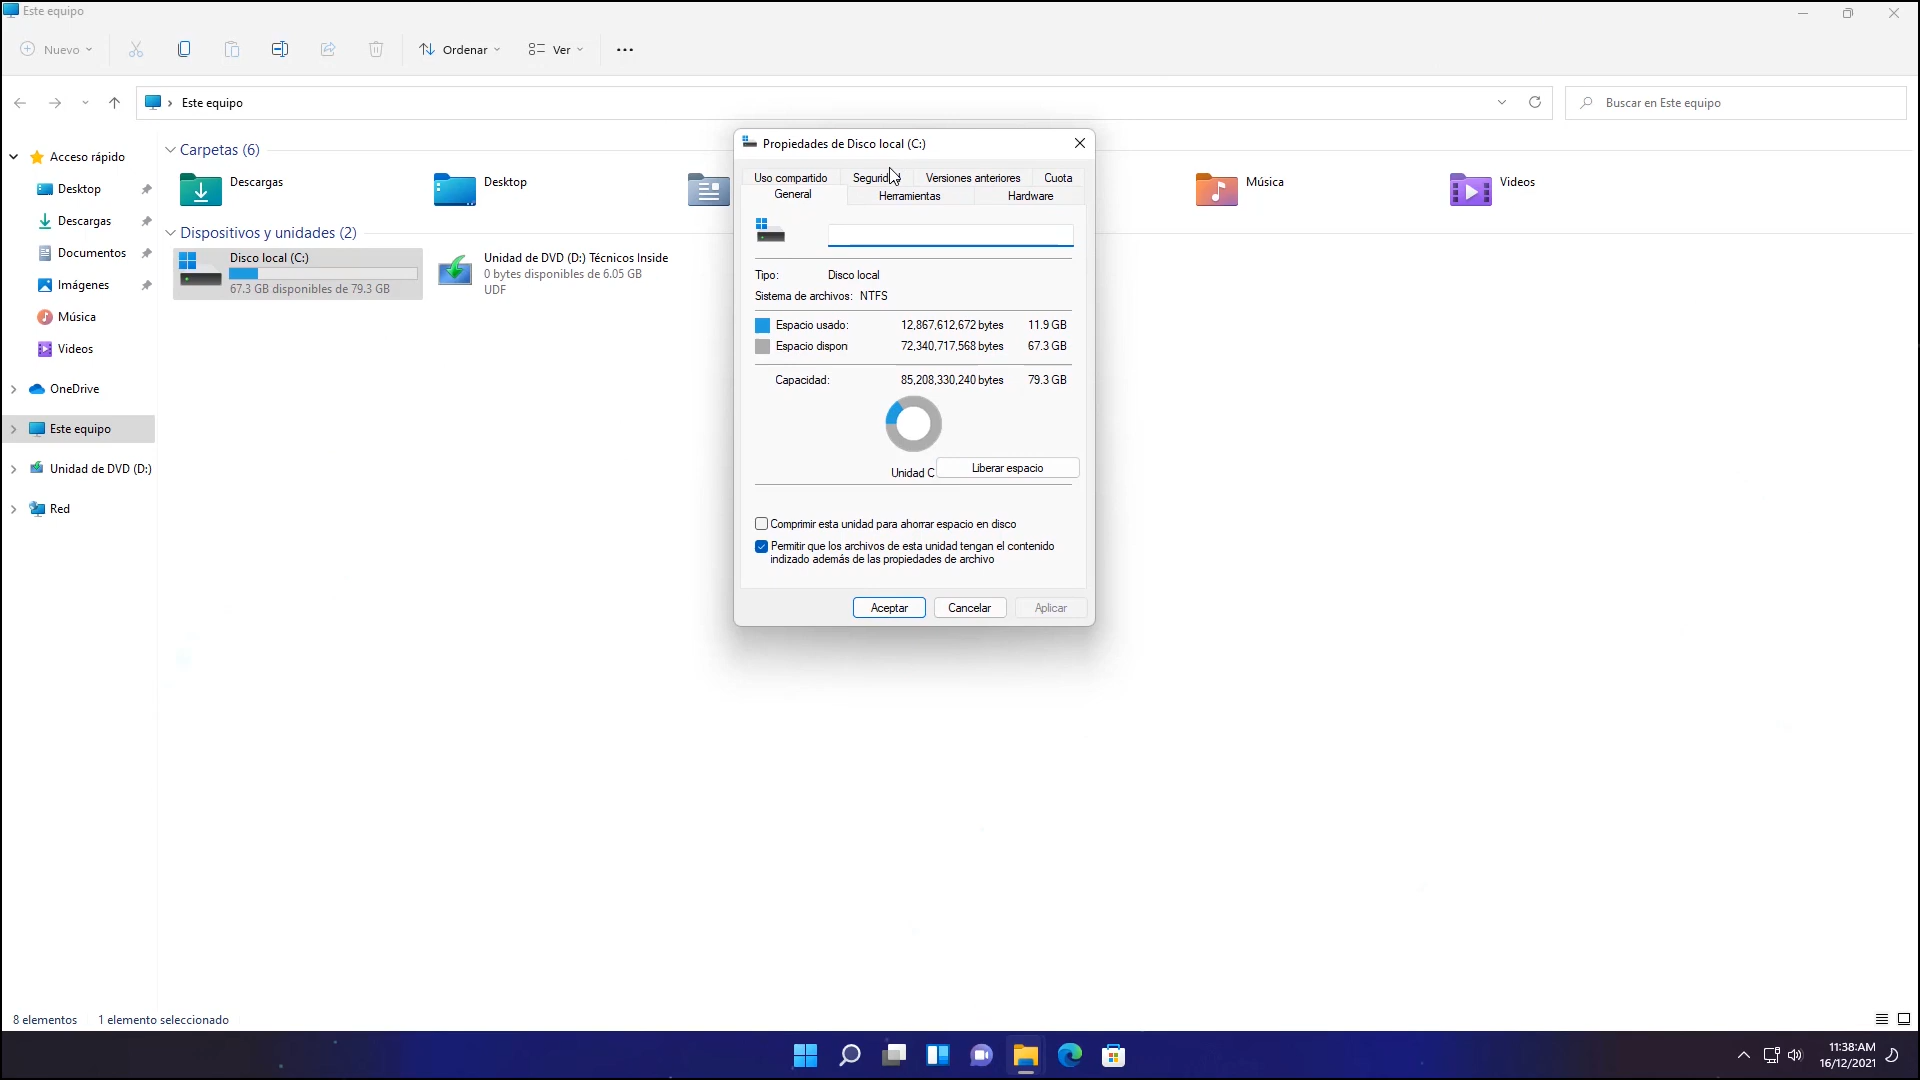 Este equipo
Nuevo
Ordenar
Ver
Este equipo
Buscar en Este equipo
Acceso rápido
Desktop
Descargas
Documentos
Imágenes
Música
Videos
OneDrive
Este equipo
Unidad de DVD (D:)
Red
Carpetas (6)
Descargas
Desktop
Música
Videos
Dispositivos y unidades (2)
Disco local (C:)
67.3 GB disponibles de 79.3 GB
Unidad de DVD (D:) Técnicos Inside
0 bytes disponibles de 6.05 GB
UDF
Propiedades de Disco local (C:)
Uso compartido
Versiones anteriores
Cuota
General
Herramientas
Hardware
Tipo: Disco local
Sistema de archivos: NTFS
Espacio usado: 12,867,612,672 bytes 11.9 GB
Espacio dispon 72,340,717,568 bytes 67.3 GB
Capacidad: 85,208,330,240 bytes 79.3 GB
Unidad C
Liberar espacio
Comprimir esta unidad para ahorrar espacio en disco
Permitir que los archivos de esta unidad tengan el contenido
indizado además de las propiedades de archivo
Aceptar
Cancelar
Aplicar
8 elementos
1 elemento seleccionado
11:38:AM
16/12/2021